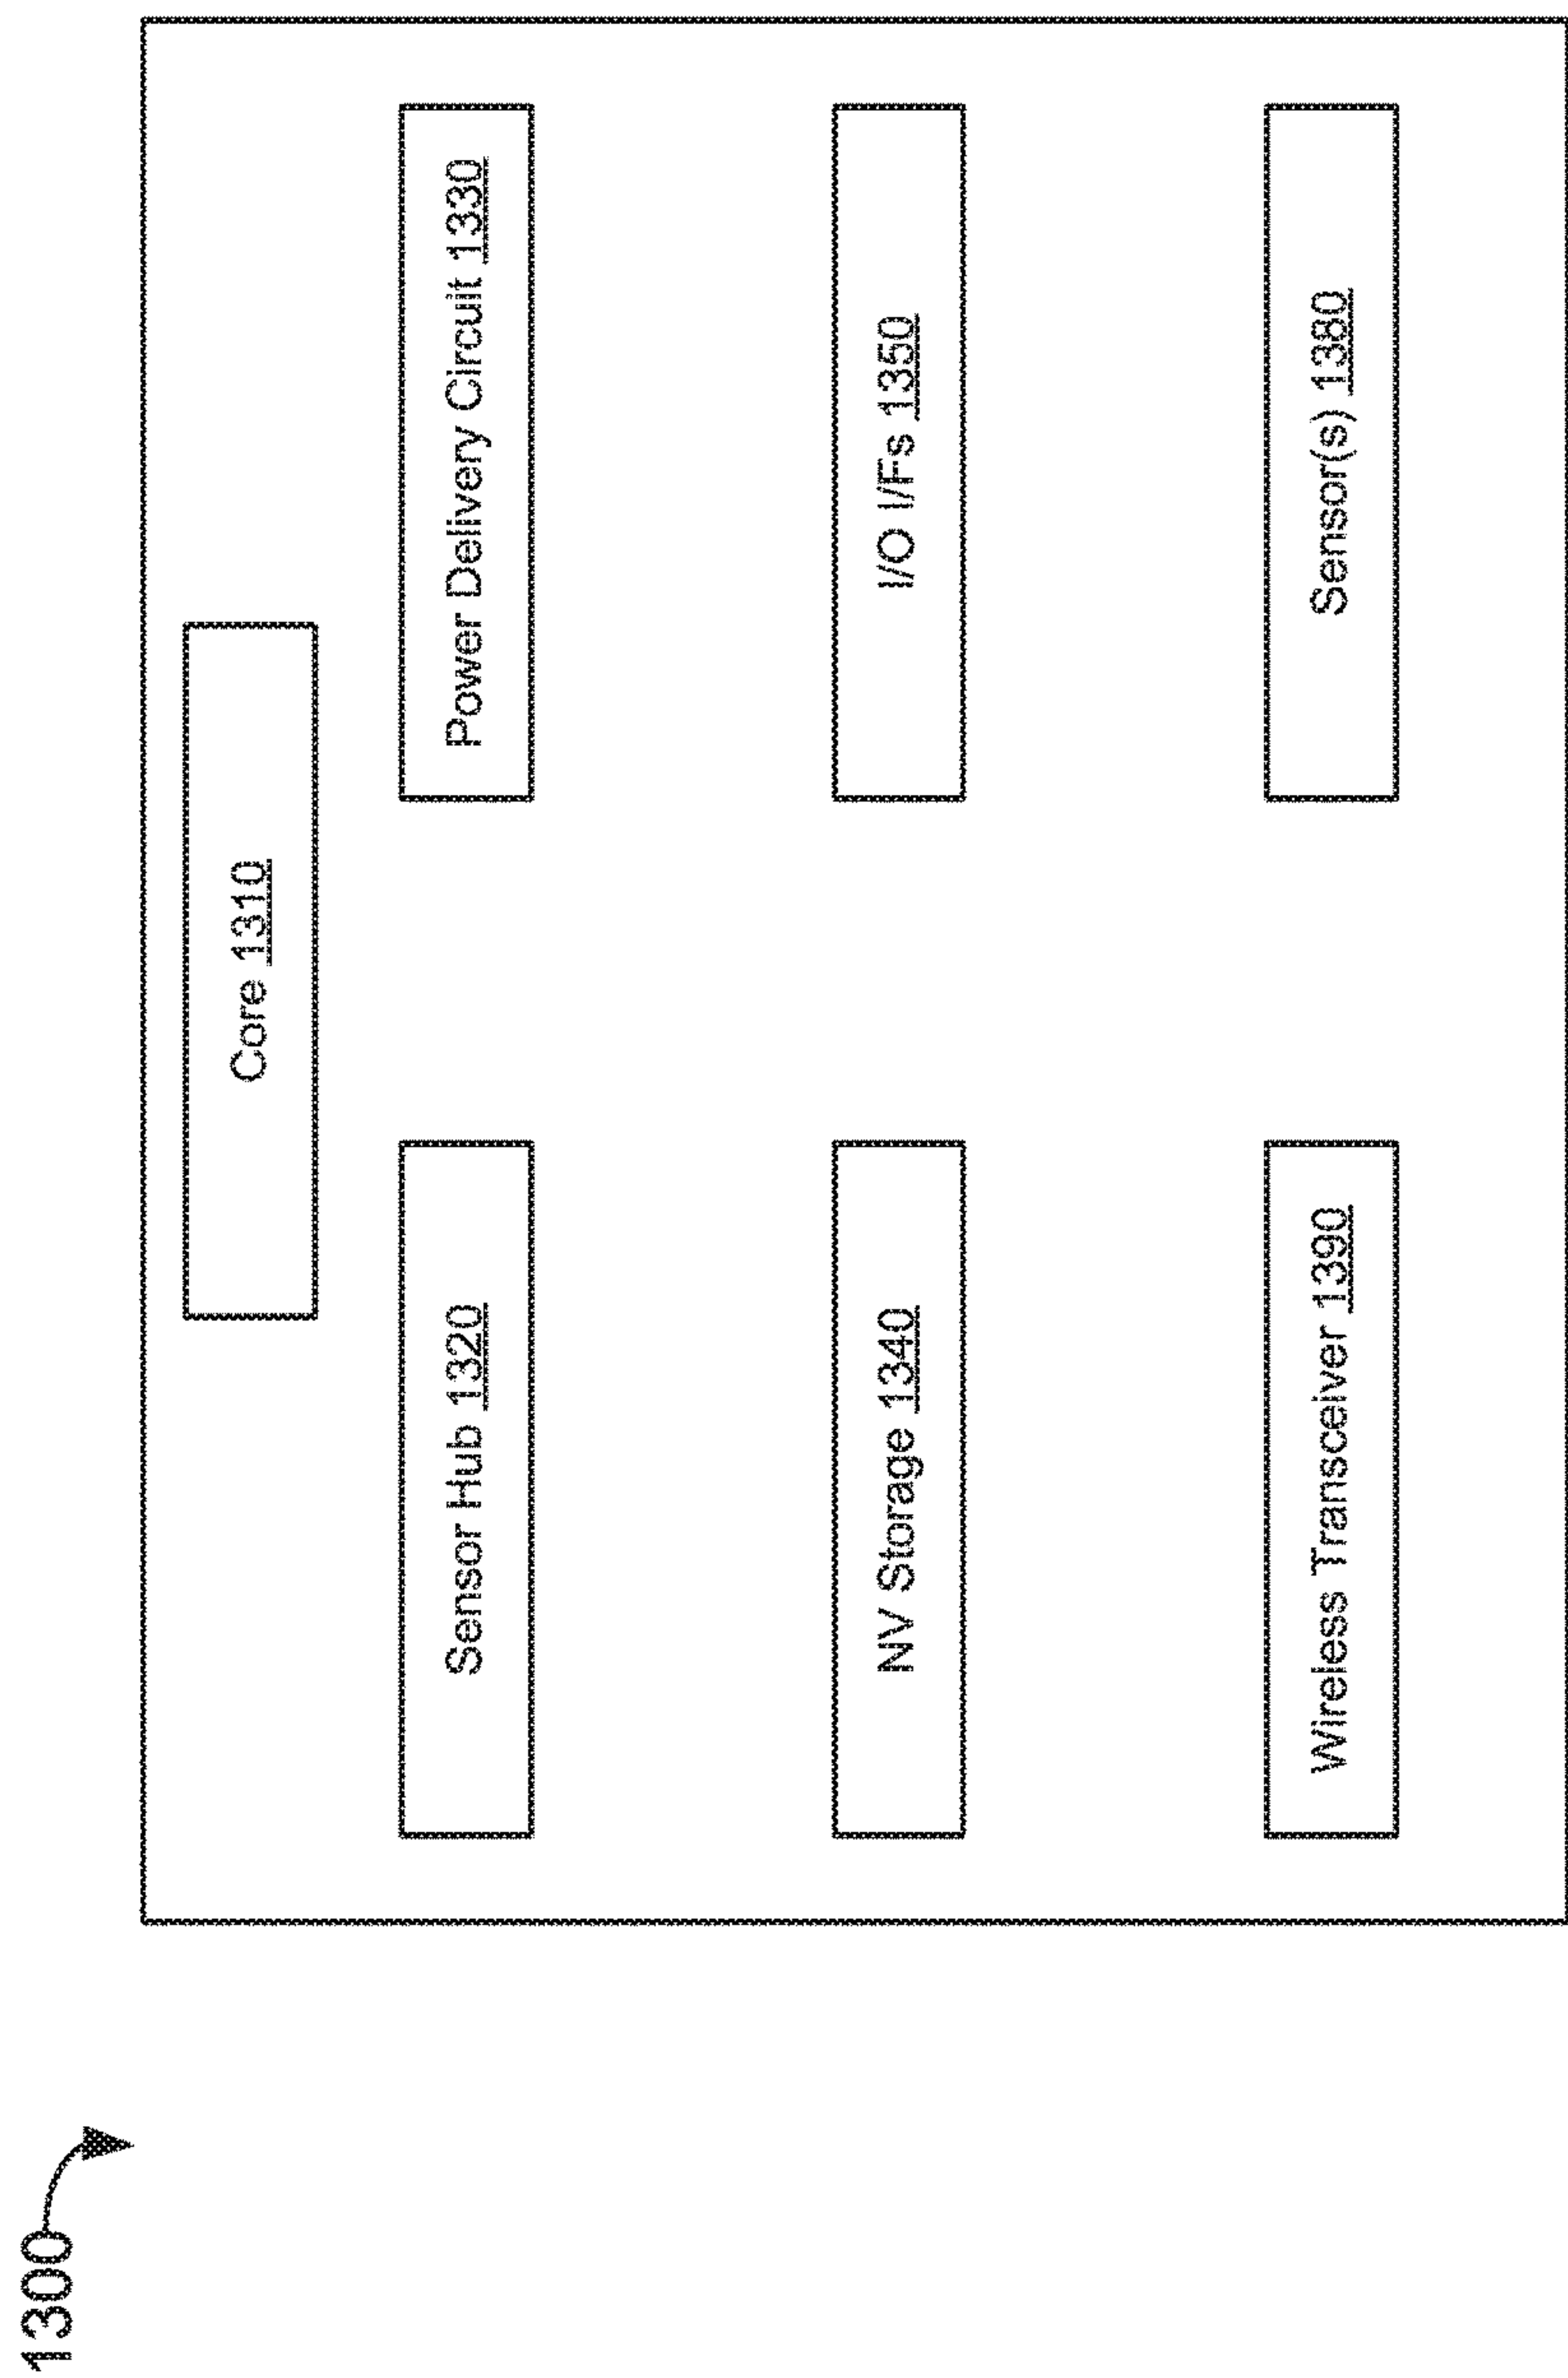 1300
Core 1310
Sensor Hub 1320
Power Delivery Circuit 1330
NV Storage 1340
I/O I/Fs 1350
Wireless Transceiver 1390
Sensor(s) 1380